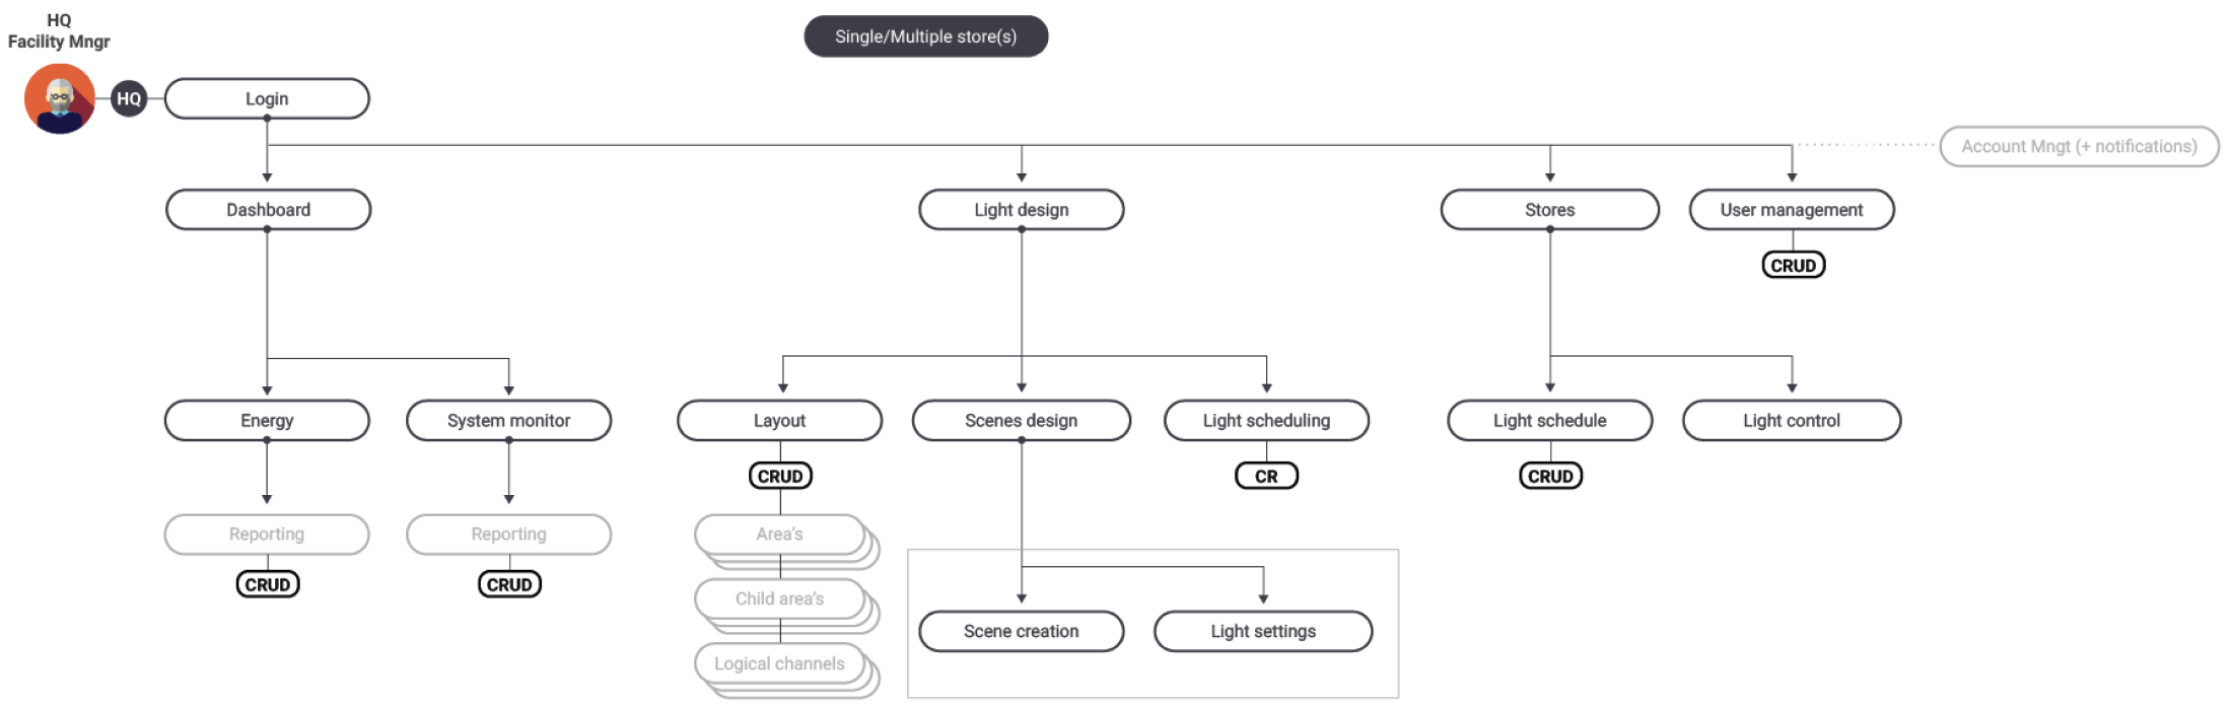 HQ
Facility Mngr
Single/Multiple store(s)
HQ
Login
Account Mngt (+ notifications)
Dashboard
Light design
Stores
User management
CRUD
Energy
System monitor
Layout
Scenes design
Light scheduling
Light schedule
Light control
CRUD
CR
CRUD
Reporting
Reporting
Area's
CRUD
CRUD
Child area's
Scene creation
Light settings
Logical channels